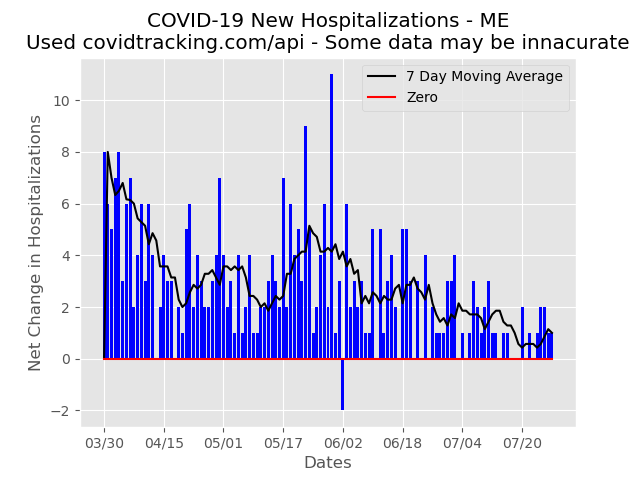 COVID-19 New Hospitalizations - ME
Used covidtracking.com/api - Some data may be innacurate
7 Day Moving Average
Zero
Net Change in Hospitalizations
10
8
6
4
2
0
−2
03/30 04/15 05/01 05/17 06/02 06/18 07/04 07/20
Dates